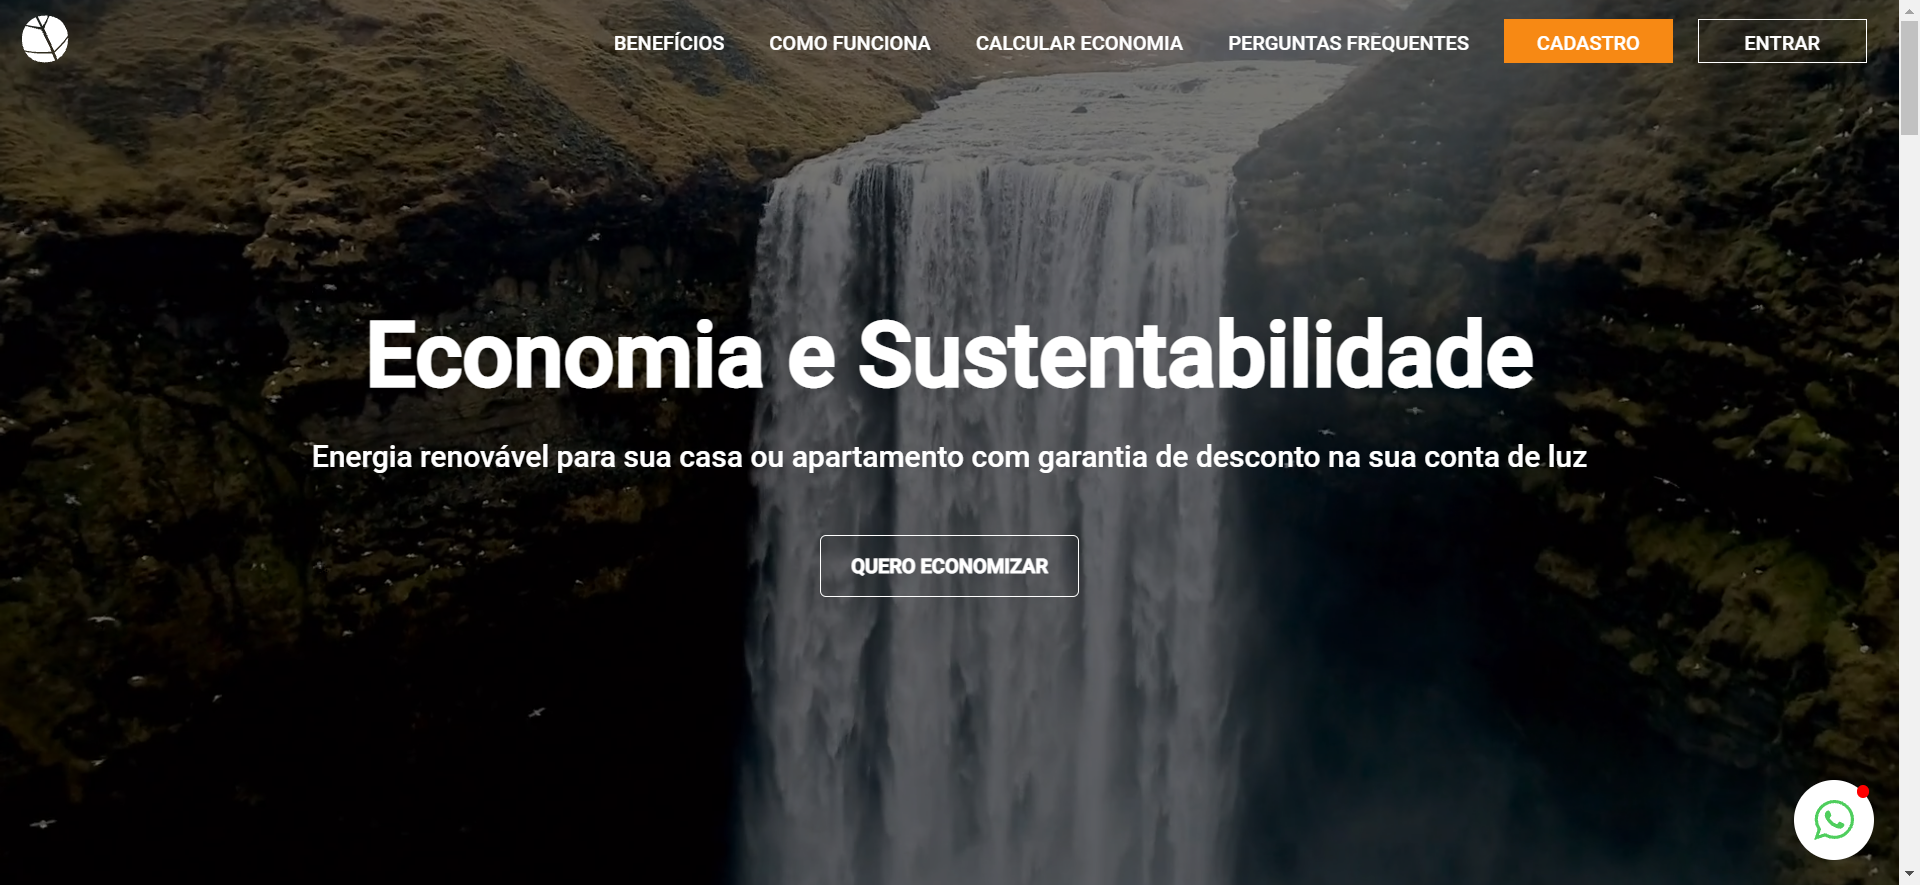 BENEFÍCIOS COMO FUNCIONA CALCULAR ECONOMIA PERGUNTAS FREQUENTES CADASTRO ENTRAR
Economia e Sustentabilidade
Energia renovável para sua casa ou apartamento com garantia de desconto na sua conta de luz
QUERO ECONOMIZAR